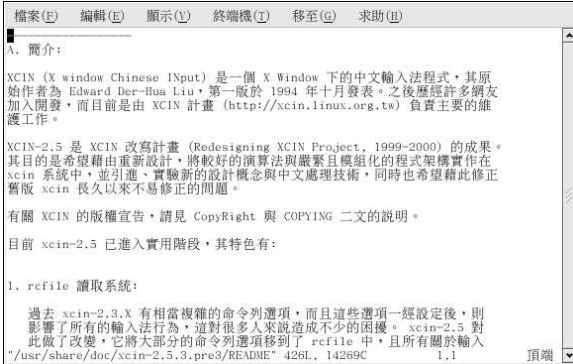 檔案(F) 編輯(E) 顯示(V) 終端機(T) 移至(G) 求助(H)
A. 簡介:
XCIN (X window Chinese INput) 是一個 X Window 下的中文輸入法程式，其原
始作者為 Edward Der-Hua Liu，第一版於 1994 年十月發表。之後歷經許多網友
加入開發，而目前是由 XCIN 計畫 (http://xcin.linux.org.tw) 負責主要的維
護工作。
XCIN-2.5 是 XCIN 改寫計畫 (Redesigning XCIN Project, 1999-2000) 的成果。
其目的是希望藉由重新設計，將較好的演算法與嚴緊且模組化的程式架構實作在
xcin 系統中，並引進、實驗新的設計概念與中文處理技術，同時也希望藉此修正
舊版 xcin 長久以來不易修正的問題。
有關 XCIN 的版權宣告，請見 CopyRight 與 COPYING 二文的說明。
目前 xcin-2.5 已進入實用階段，其特色有:
1. rcfile 讀取系統:
過去 xcin-2.3.X 有相當複雜的命令列選項，而且這些選項一經設定後，則
影響了所有的輸入法行為，這對很多人來說造成不少的困擾。 xcin-2.5 對
此做了改變，它將大部分的命令列選項移到了 rcfile 中，且所有關於輸入
"/usr/share/doc/xcin-2.5.3.pre3/README" 426L, 14269C 1,1 頂端